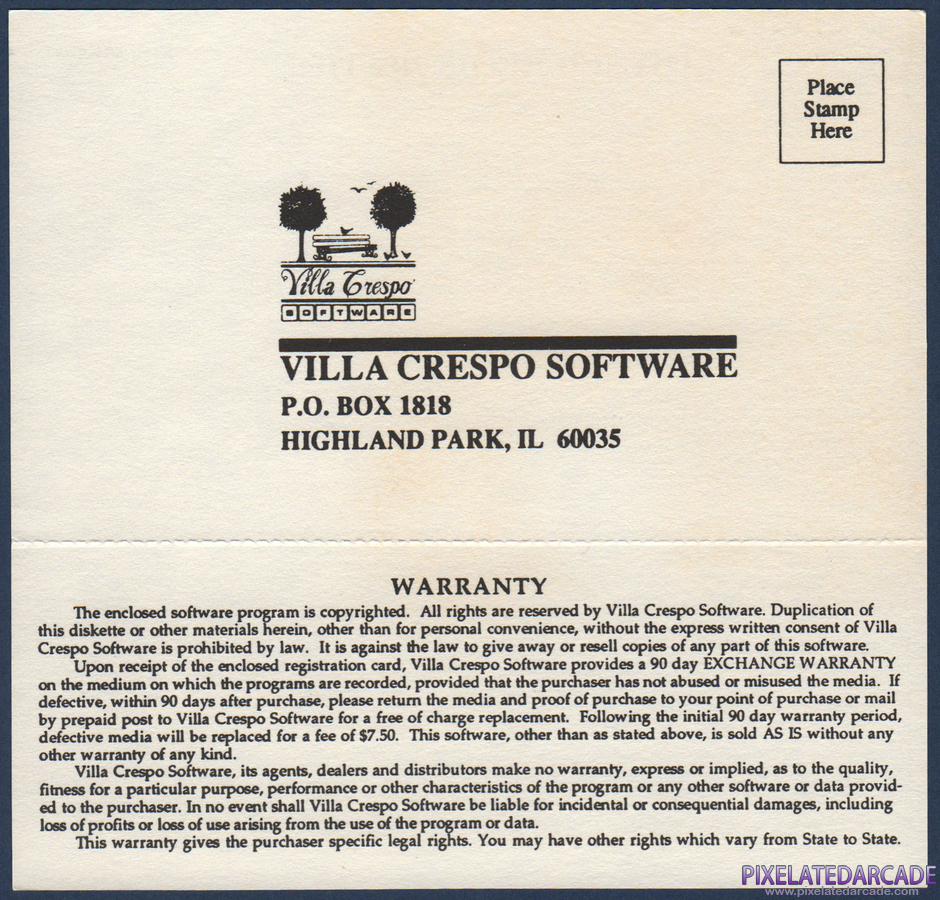 Place
Stamp
Here
Villa Crespo
SOFTWARE
VILLA CRESPO SOFTWARE
P.O. BOX 1818
HIGHLAND PARK, IL 60035
WARRANTY
The enclosed software program is copyrighted. All rights are reserved by Villa Crespo Software. Duplication of
this diskette or other materials herein, other than for personal convenience, without the express written consent of Villa
Crespo Software is prohibited by law. It is against the law to give away or resell copies of any part of this software.
Upon receipt of the enclosed registration card, Villa Crespo Software provides a 90 day EXCHANGE WARRANTY
on the medium on which the programs are recorded, provided that the purchaser has not abused or misused the media. If
defective, within 90 days after purchase, please return the media and proof of purchase to your point of purchase or mail
by prepaid post to Villa Crespo Software for a free of charge replacement. Following the initial 90 day warranty period,
defective media will be replaced for a fee of $7.50. This software, other than as stated above, is sold AS IS without any
other warranty of any kind.
Villa Crespo Software, its agents, dealers and distributors make no warranty, express or implied, as to the quality,
fitness for a particular purpose, performance or other characteristics of the program or any other software or data provid-
ed to the purchaser. In no event shall Villa Crespo Software be liable for incidental or consequential damages, including
loss of profits or loss of use arising from the use of the program or data.
This warranty gives the purchaser specific legal rights. You may have other rights which vary from State to State.
PIXELATEDARCADE
www.pixelatedarcade.com